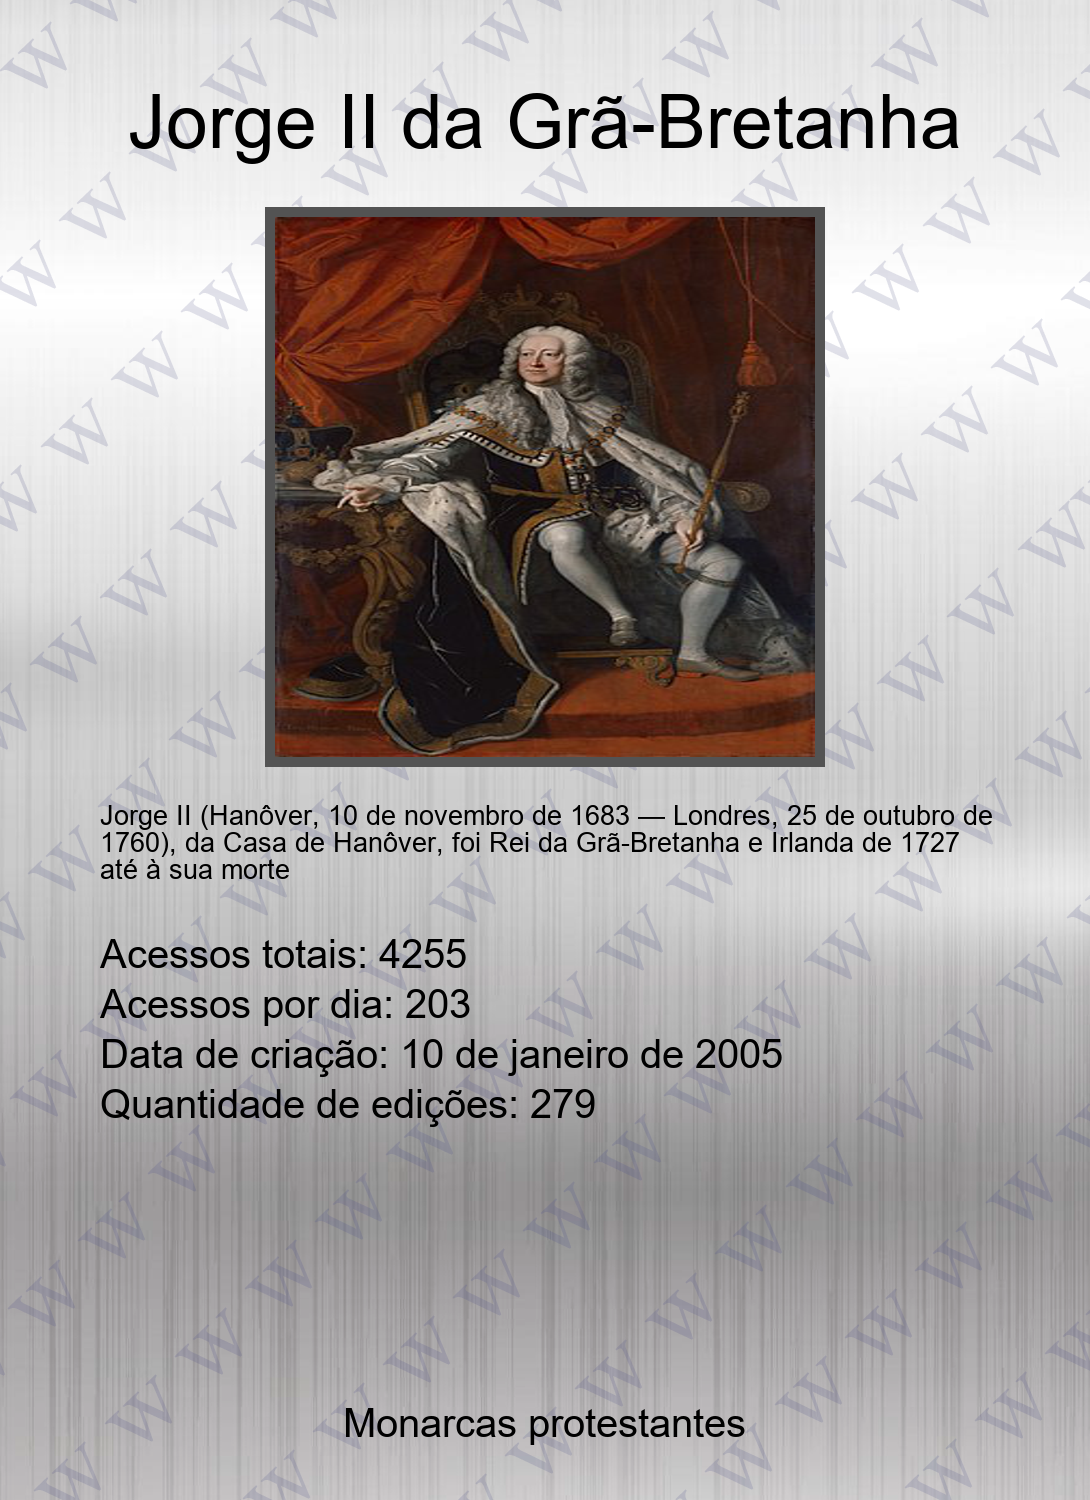 Jorge II da Grã-Bretanha
Jorge II (Hanôver, 10 de novembro de 1683 — Londres, 25 de outubro de
1760), da Casa de Hanôver, foi Rei da Grã-Bretanha e Irlanda de 1727
até à sua morte
Acessos totais: 4255
Acessos por dia: 203
Data de criação: 10 de janeiro de 2005
Quantidade de edições: 279
Monarcas protestantes